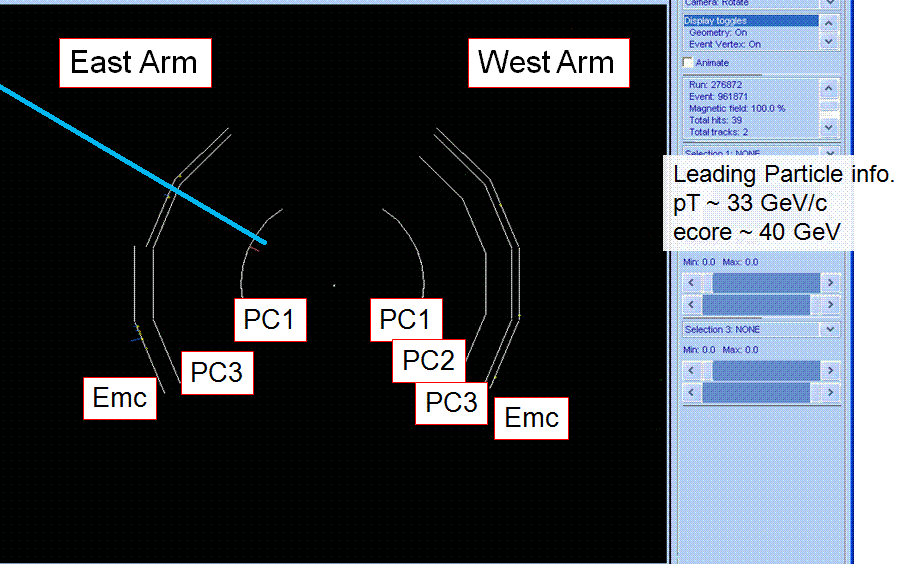 Camera: Rotate
Display toggles
Geometry: On
Event Vertex: On
Animate
Run: 276872
Event: 961871
Magnetic field: 100.0 %
Total hits: 39
Total tracks: 2
Selection 1: NONE
Leading Particle info.
pT ~ 33 GeV/c
ecore ~ 40 GeV
Min: 0.0 Max: 0.0
Selection 3: NONE
Min: 0.0 Max: 0.0
East Arm
West Arm
PC1
PC1
PC2
PC3
PC3
Emc
Emc